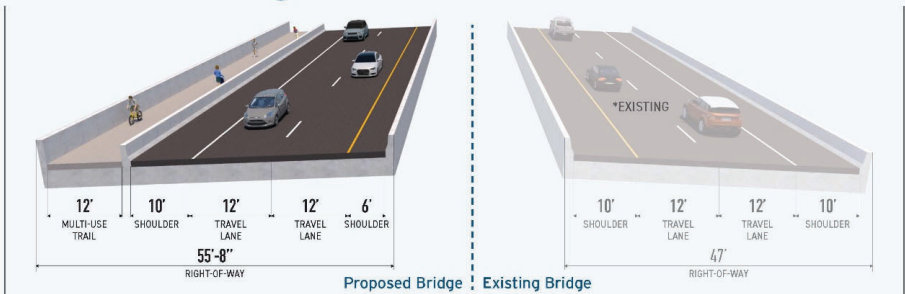 *EXISTING
12' 10' 12' 12' 6'
MULTI-USE TRAIL SHOULDER TRAVEL LANE TRAVEL LANE SHOULDER
55'-8"
RIGHT-OF-WAY
10' 12' 12' 10'
SHOULDER TRAVEL LANE TRAVEL LANE SHOULDER
47'
RIGHT-OF-WAY
Proposed Bridge Existing Bridge